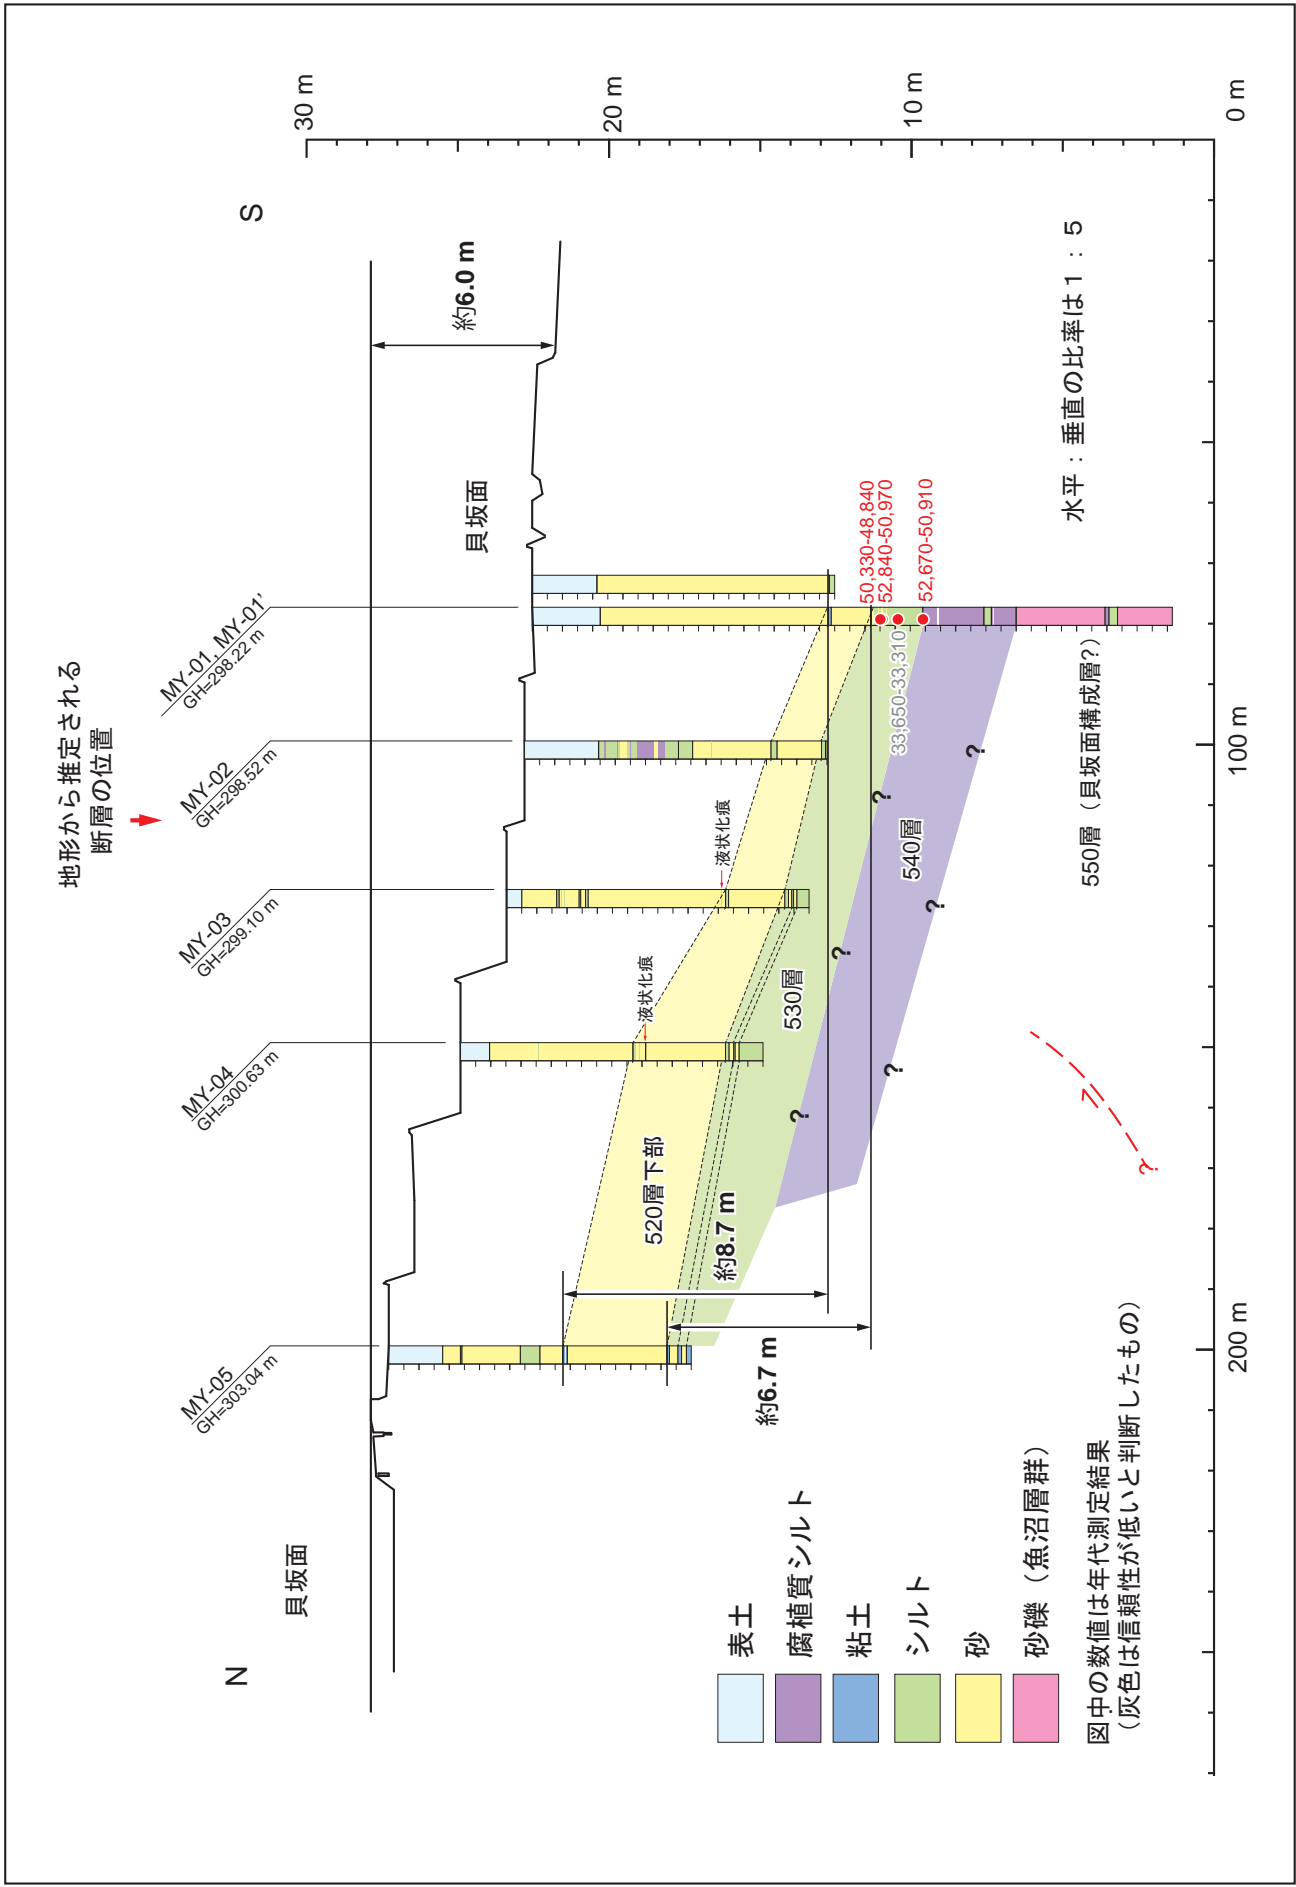 地形から推定される
断層の位置
N
S
MY-05
GH=303.04 m
MY-04
GH=300.63 m
MY-03
GH=299.10 m
MY-02
GH=298.52 m
MY-01, MY-01'
GH=298.22 m
貝坂面
貝坂面
約6.0 m
30 m
20 m
10 m
0 m
液状化痕
液状化痕
520層下部
530層
540層
550層（貝坂面構成層?）
約8.7 m
約6.7 m
50,330-48,840
52,840-50,970
33,650-33,310
52,670-50,910
?
?
?
?
?
?
?
水平：垂直の比率は１：５
100 m
200 m
表土
腐植質シルト
粘土
シルト
砂
砂礫（魚沼層群）
図中の数値は年代測定結果
（灰色は信頼性が低いと判断したもの）